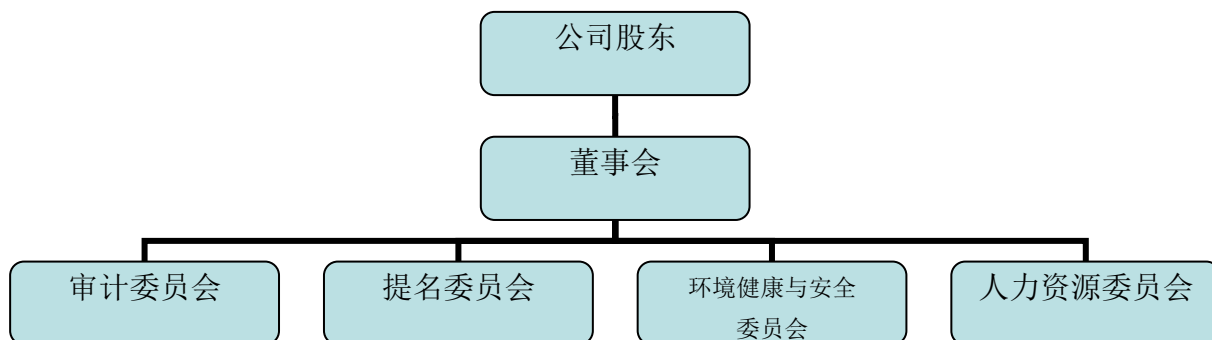 公司股东
董事会
审计委员会
提名委员会
环境健康与安全
委员会
人力资源委员会